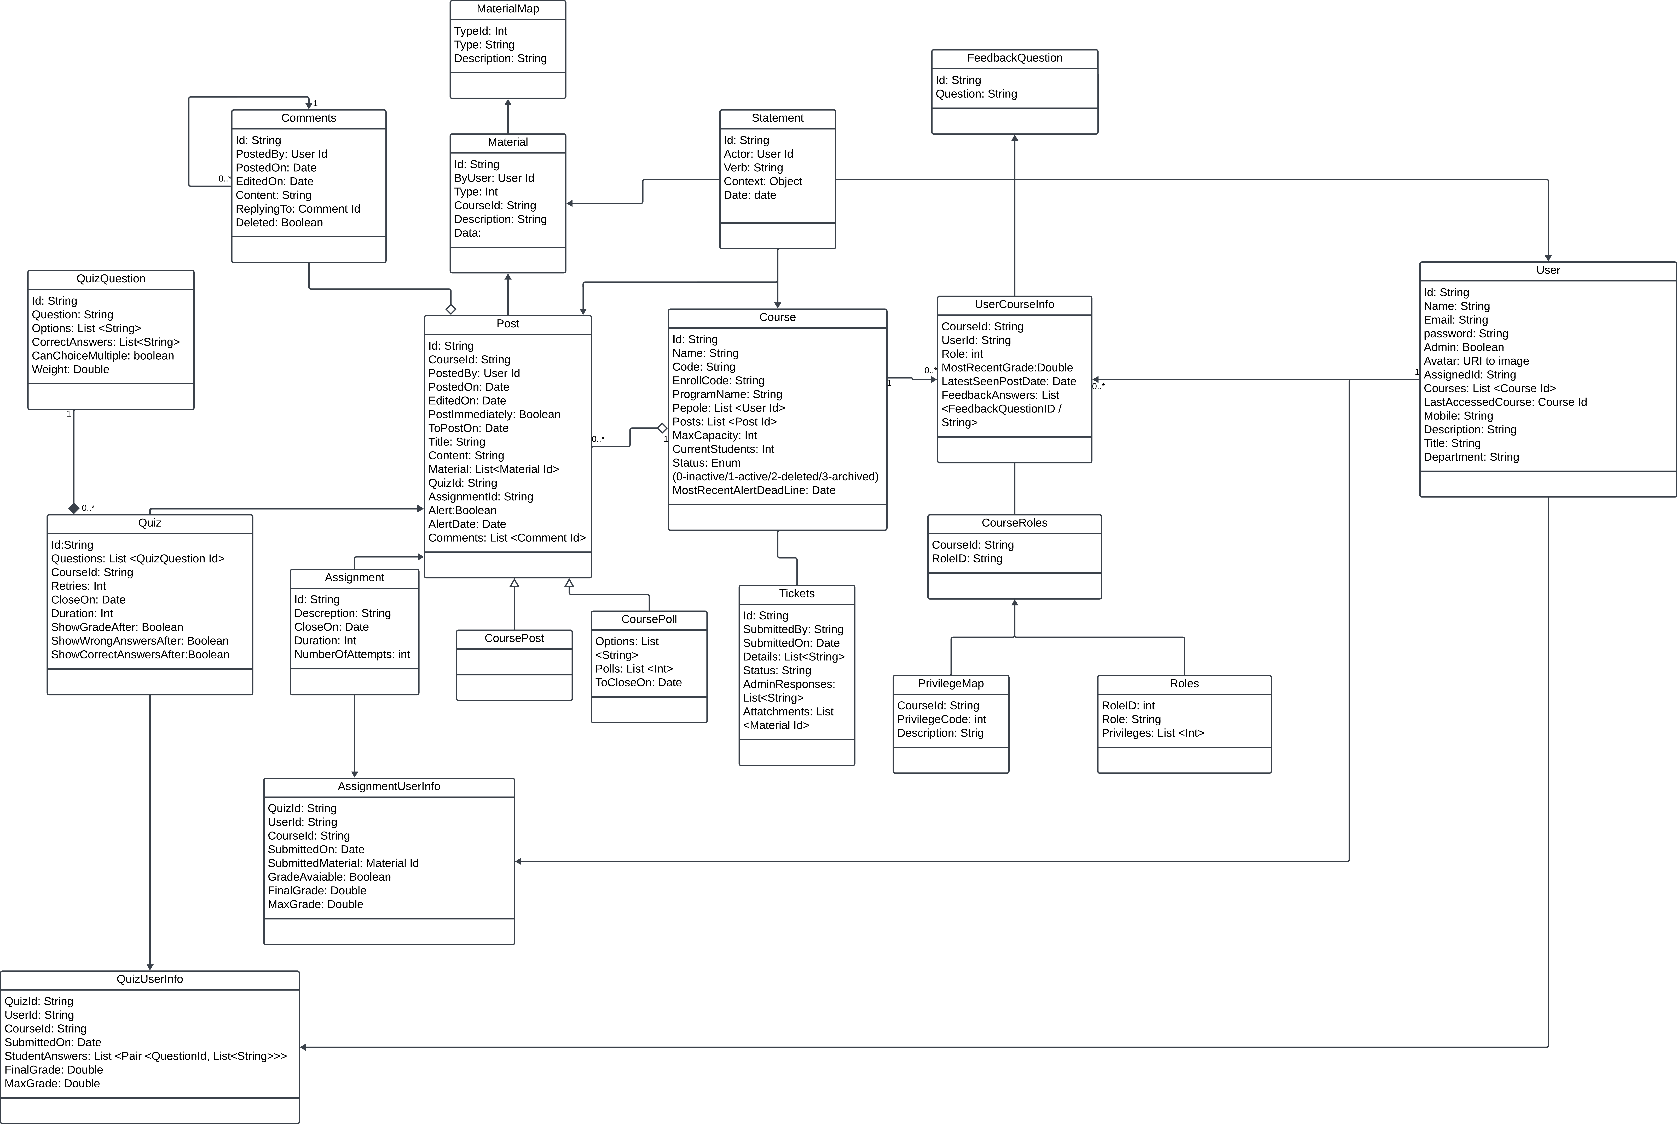 MaterialMap
TypeId: Int
Type: String
Description: String
FeedbackQuestion
Id: String
Question: String
1
Comments
Id: String
PostedBy: User Id
PostedOn: Date
EditedOn: Date
Content: String
ReplyingTo: Comment Id
Deleted: Boolean
0..*
Material
Id: String
ByUser: User Id
Type: Int
CourseId: String
Description: String
Data:
Statement
Id: String
Actor: User Id
Verb: String
Context: Object
Date: date
QuizQuestion
Id: String
Question: String
Options: List <String>
CorrectAnswers: List<String>
CanChoiceMultiple: boolean
Weight: Double
1
0..*
Post
Id: String
CourseId: String
PostedBy: User Id
PostedOn: Date
EditedOn: Date
PostImmediately: Boolean
ToPostOn: Date
Title: String
Content: String
Material: List<Material Id>
QuizId: String
AssignmentId: String
Alert:Boolean
AlertDate: Date
Comments: List <Comment Id>
0..*
1
Course
Id: String
Name: String
Code: String
EnrollCode: String
ProgramName: String
Pepole: List <User Id>
Posts: List <Post Id>
MaxCapacity: Int
CurrentStudents: Int
Status: Enum
(0-inactive/1-active/2-deleted/3-archived)
MostRecentAlertDeadLine: Date
1
0..*
UserCourseInfo
CourseId: String
UserId: String
Role: int
MostRecentGrade:Double
LatestSeenPostDate: Date
FeedbackAnswers: List
<FeedbackQuestionID /
String>
0..*
1
User
Id: String
Name: String
Email: String
password: String
Admin: Boolean
Avatar: URI to image
AssignedId: String
Courses: List <Course Id>
LastAccessedCourse: Course Id
Mobile: String
Description: String
Title: String
Department: String
Quiz
Id:String
Questions: List <QuizQuestion Id>
CourseId: String
Retries: Int
CloseOn: Date
Duration: Int
ShowGradeAfter: Boolean
ShowWrongAnswersAfter: Boolean
ShowCorrectAnswersAfter:Boolean
Assignment
Id: String
Descreption: String
CloseOn: Date
Duration: Int
NumberOfAttempts: int
CoursePost
CoursePoll
Options: List
<String>
Polls: List <Int>
ToCloseOn: Date
Tickets
Id: String
SubmittedBy: String
SubmittedOn: Date
Details: List<String>
Status: String
AdminResponses:
List<String>
Attatchments: List
<Material Id>
CourseRoles
CourseId: String
RoleID: String
PrivilegeMap
CourseId: String
PrivilegeCode: int
Description: Strig
Roles
RoleID: int
Role: String
Privileges: List <Int>
AssignmentUserInfo
QuizId: String
UserId: String
CourseId: String
SubmittedOn: Date
SubmittedMaterial: Material Id
GradeAvaiable: Boolean
FinalGrade: Double
MaxGrade: Double
QuizUserInfo
QuizId: String
UserId: String
CourseId: String
SubmittedOn: Date
StudentAnswers: List <Pair <QuestionId, List<String>>>
FinalGrade: Double
MaxGrade: Double